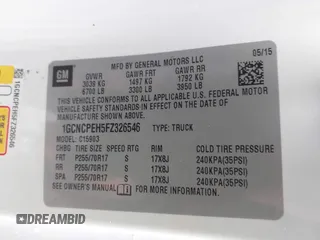 GM
MFD BY GENERAL MOTORS LLC
05/15
GVWR GAWR FRT GAWR RR
3039 KG 1497 KG 1792 KG
6700 LB 3300 LB 3950 LB
THIS VEHICLE CONFORMS TO ALL APPLICABLE U.S. FEDERAL MOTOR VEHICLE SAFETY STANDARDS IN EFFECT ON THE DATE OF MANUFACTURE SHOWN ABOVE.
1GCNCPEH5FZ326546 TYPE: TRUCK
MODEL: C15903
TIRE SIZE SPEED RTG RIM COLD TIRE PRESSURE
FRT P255/70R17 S 17X8J 240KPA(35PSI)
RR P255/70R17 S 17X8J 240KPA(35PSI)
SPA P255/70R17 S 17X8J 240KPA(35PSI)
SEE OWNER'S MANUAL
1GCNCPEH5FZ326546
DREAMBID